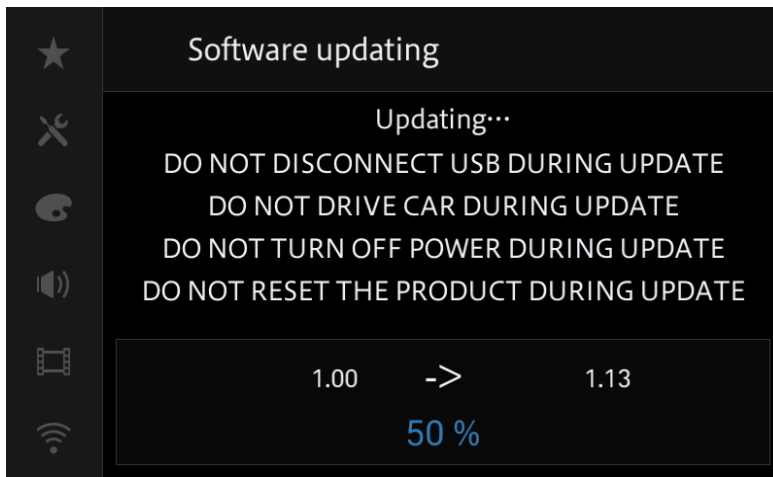 Software updating
Updating···
DO NOT DISCONNECT USB DURING UPDATE
DO NOT DRIVE CAR DURING UPDATE
DO NOT TURN OFF POWER DURING UPDATE
DO NOT RESET THE PRODUCT DURING UPDATE
1.00 -> 1.13
50 %